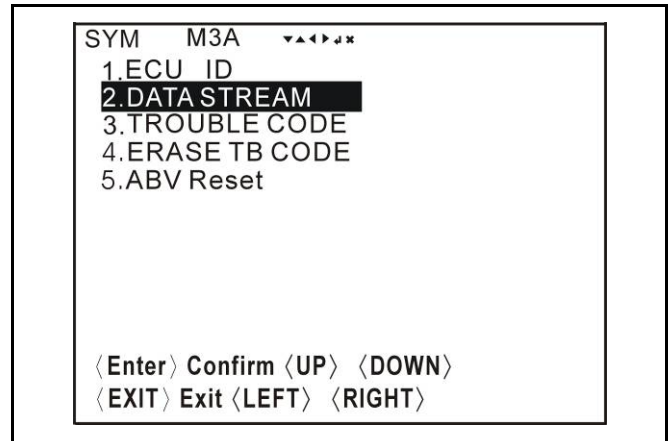 SYM M3A ▼▲◀▶↲✖
1.ECU ID
2.DATA STREAM
3.TROUBLE CODE
4.ERASE TB CODE
5.ABV Reset
〈Enter〉 Confirm 〈UP〉 〈DOWN〉
〈EXIT〉 Exit 〈LEFT〉 〈RIGHT〉